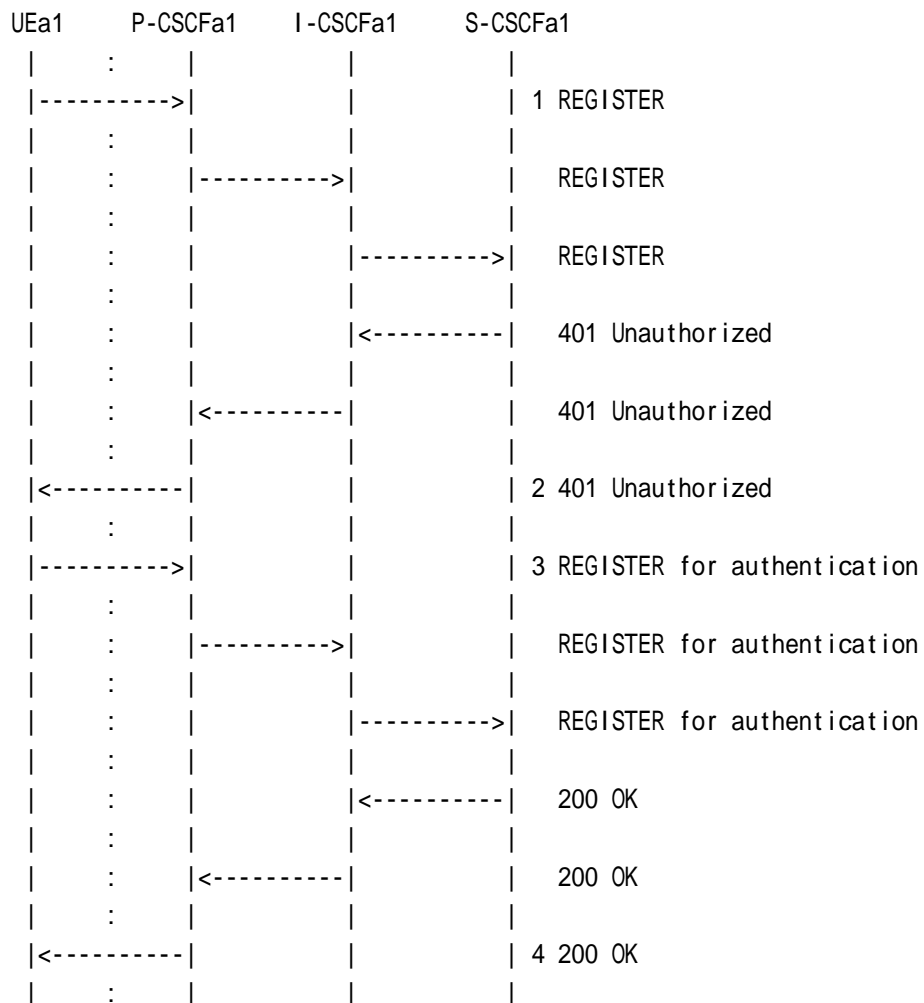 UEa1 P-CSCFa1 I-CSCFa1 S-CSCFa1
| : | | |
|---------->| | | 1 REGISTER
| : | | |
| : |---------->| | REGISTER
| : | | |
| : | |---------->| REGISTER
| : | | |
| : | |<----------| 401 Unauthorized
| : | | |
| : |<----------| | 401 Unauthorized
| : | | |
|<----------| | | 2 401 Unauthorized
| : | | |
|---------->| | | 3 REGISTER for authentication
| : | | |
| : |---------->| | REGISTER for authentication
| : | | |
| : | |---------->| REGISTER for authentication
| : | | |
| : | |<----------| 200 OK
| : | | |
| : |<----------| | 200 OK
| : | | |
|<----------| | | 4 200 OK
| : | | |